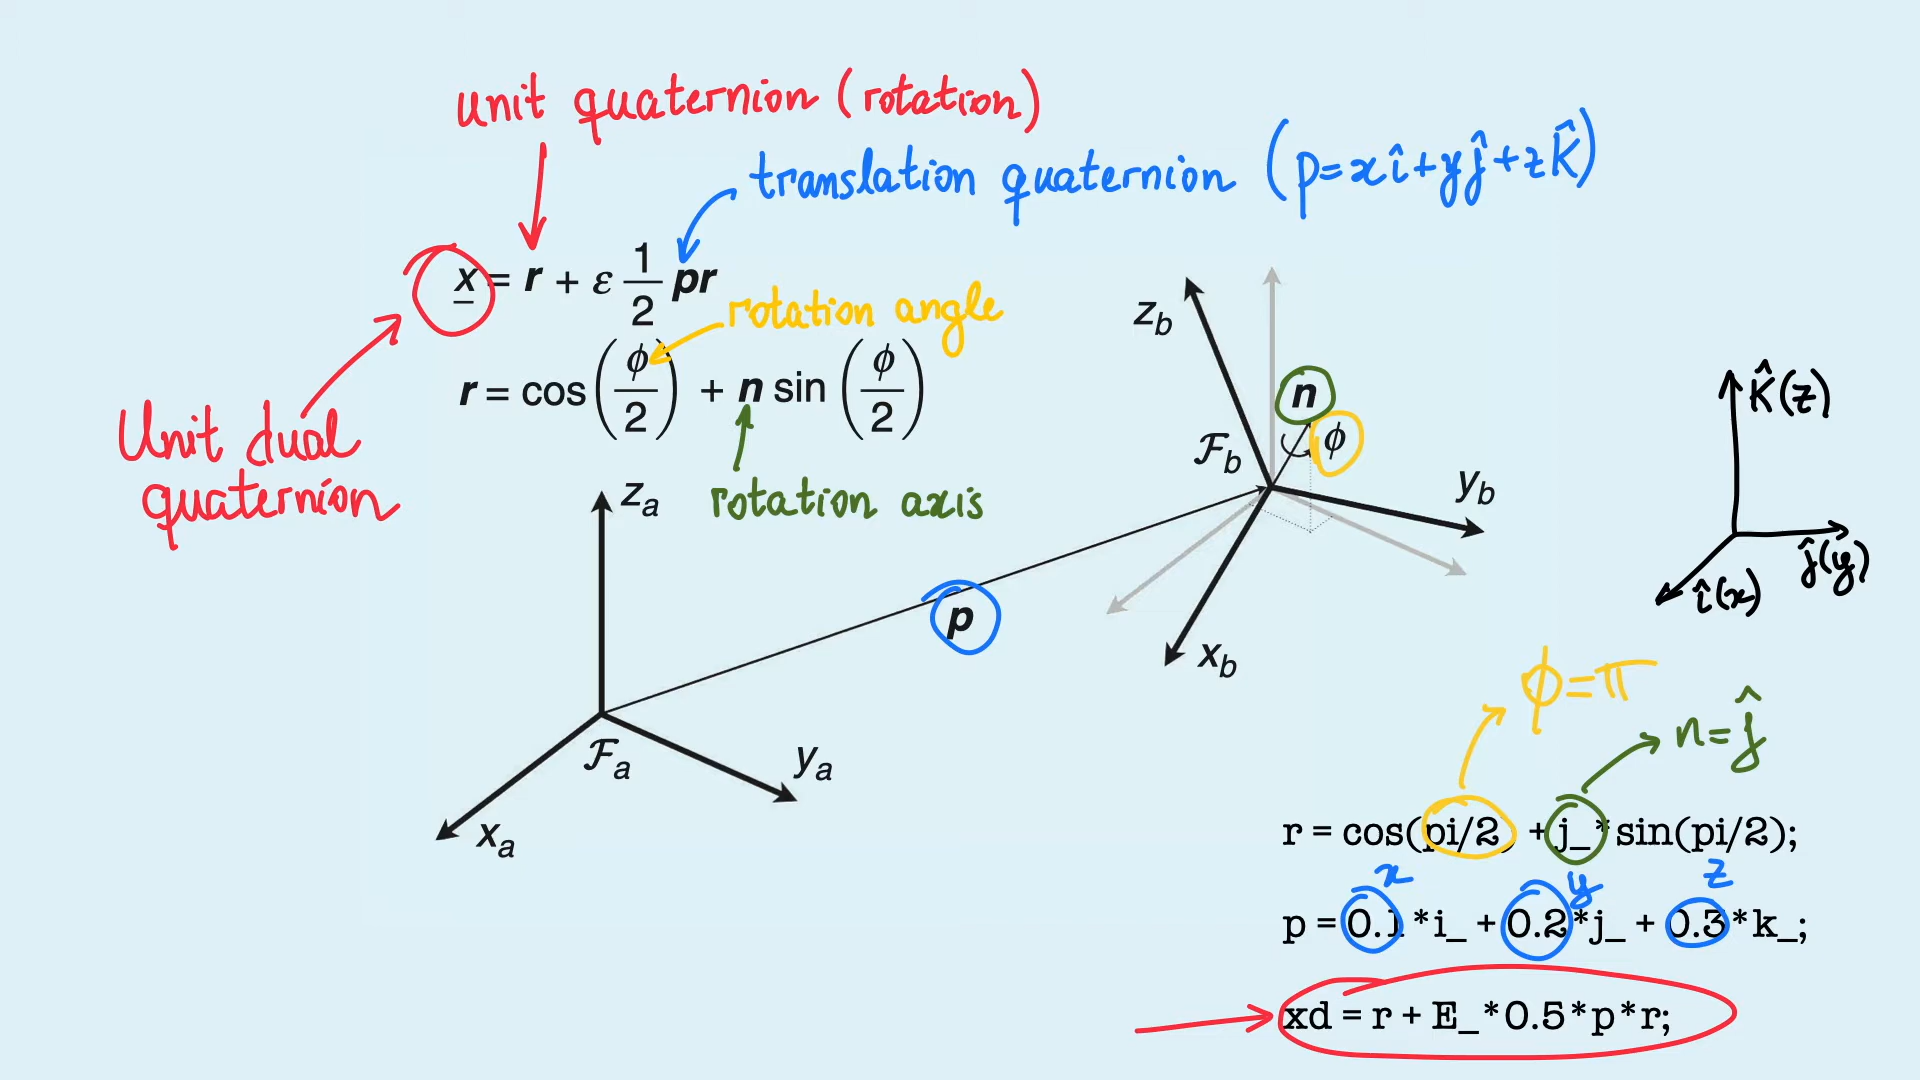 unit quaternion (rotation)
translation quaternion (p=xî+yĵ+zk̂)
x = r + ε 1/2 pr
rotation angle
r = cos(ϕ/2) + n sin(ϕ/2)
Unit dual
quaternion
rotation axis
z_a
ℱ_a
y_a
x_a
p
z_b
n
ϕ
ℱ_b
y_b
x_b
k̂(z)
ĵ(y)
î(x)
ϕ=π
n=ĵ
r = cos(pi/2) + j_*sin(pi/2);
x y z
p = 0.1*i_ + 0.2*j_ + 0.3*k_;
xd = r + E_*0.5*p*r;